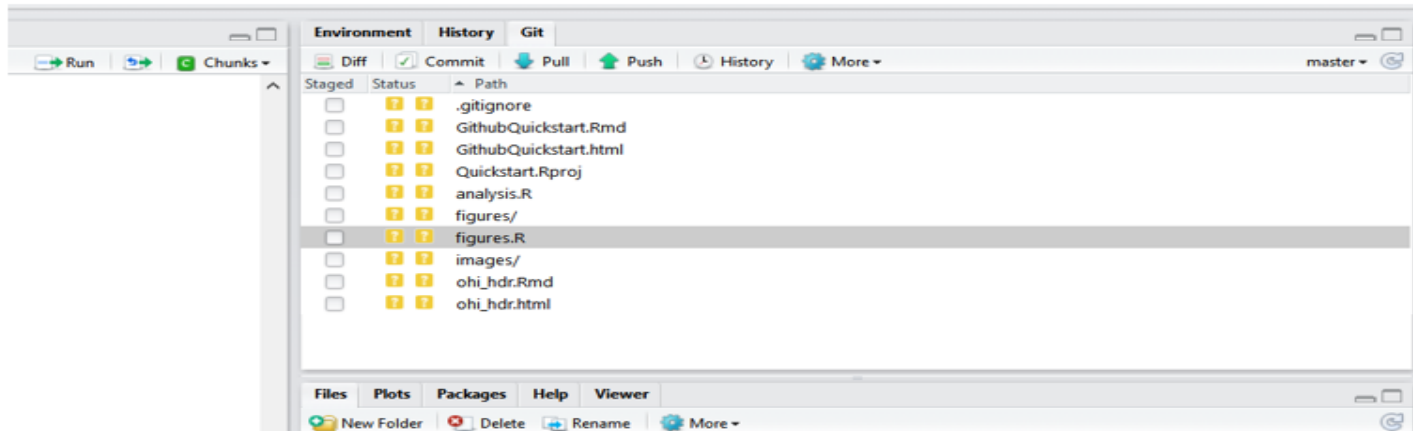 Environment History Git
Run Chunks Diff Commit Pull Push History More master
Staged Status Path
? ? .gitignore
? ? GithubQuickstart.Rmd
? ? GithubQuickstart.html
? ? Quickstart.Rproj
? ? analysis.R
? ? figures/
? ? figures.R
? ? images/
? ? ohi_hdr.Rmd
? ? ohi_hdr.html
Files Plots Packages Help Viewer
New Folder Delete Rename More